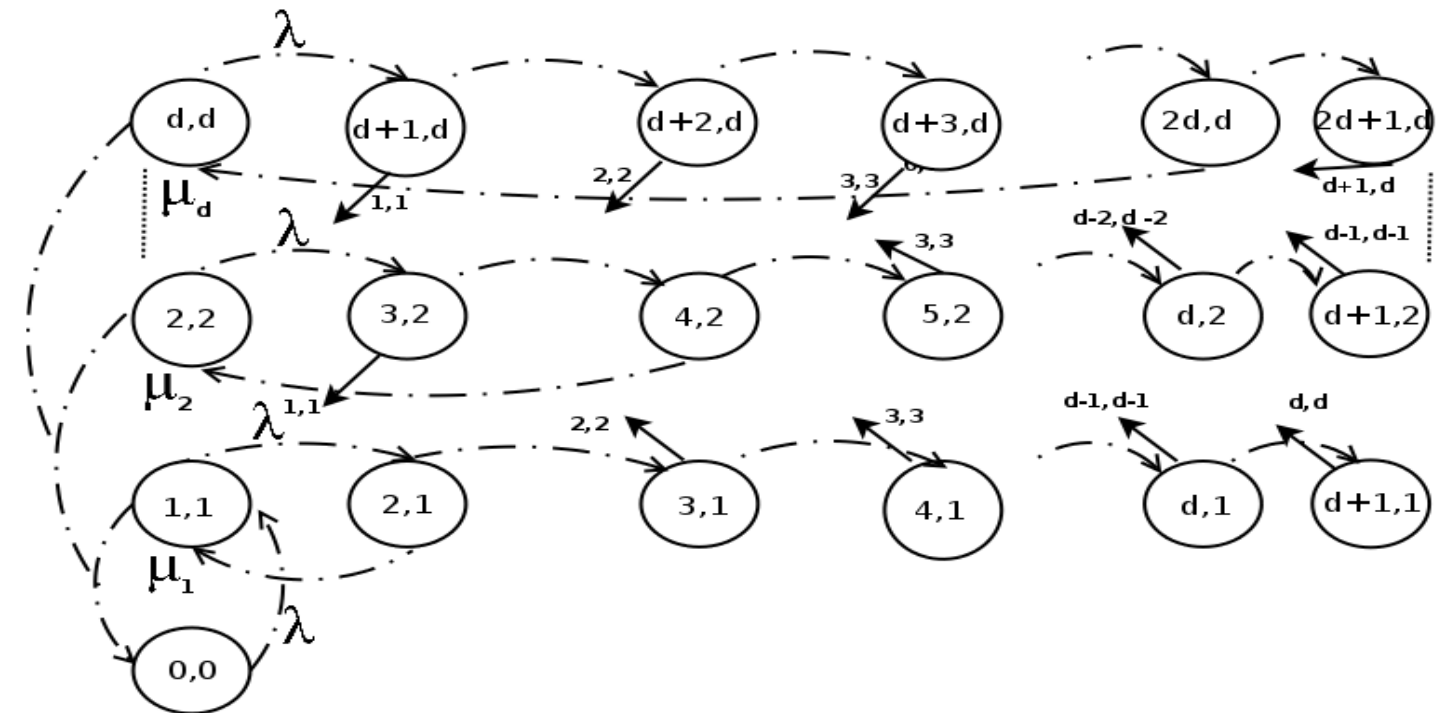 λ
d,d d+1,d d+2,d d+3,d 2d,d 2d+1,d
μd 1,1 2,2 3,3 d+1,d
λ 3,3 d-2,d -2 d-1,d-1
2,2 3,2 4,2 5,2 d,2 d+1,2
μ2 λ 1,1 2,2 3,3 d-1,d-1 d,d
1,1 2,1 3,1 4,1 d,1 d+1,1
μ1
λ
0,0